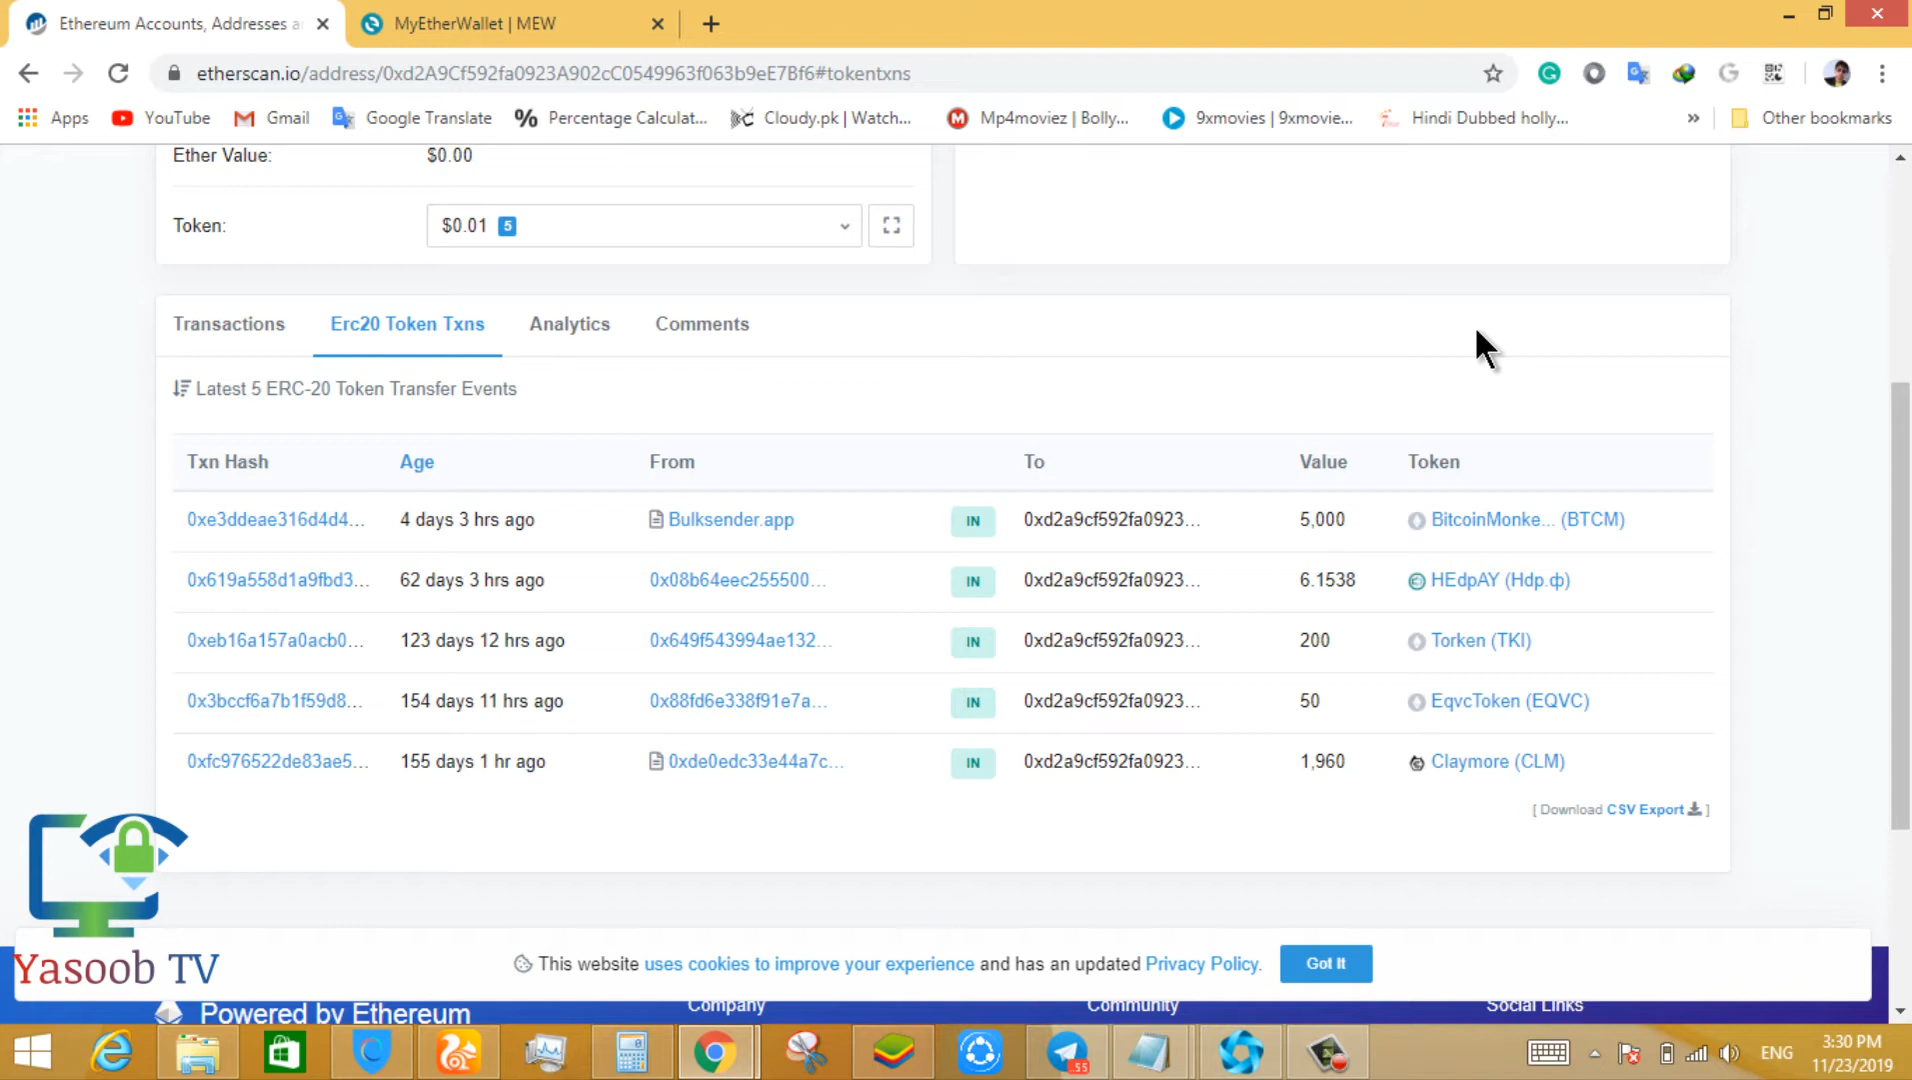 Ethereum Accounts, Addresses a
MyEtherWallet | MEW
etherscan.io/address/0xd2A9Cf592fa0923A902cC0549963f063b9eE7Bf6#tokentxns
Apps YouTube Gmail Google Translate Percentage Calculat... Cloudy.pk | Watch... Mp4moviez | Bolly... 9xmovies | 9xmovie... Hindi Dubbed holly... » Other bookmarks
Ether Value: $0.00
Token: $0.01 5
Transactions Erc20 Token Txns Analytics Comments
Latest 5 ERC-20 Token Transfer Events
Txn Hash Age From To Value Token
0xe3ddeae316d4d4... 4 days 3 hrs ago Bulksender.app IN 0xd2a9cf592fa0923... 5,000 BitcoinMonke... (BTCM)
0x619a558d1a9fbd3... 62 days 3 hrs ago 0x08b64eec255500... IN 0xd2a9cf592fa0923... 6.1538 HEdpAY (Hdp.ф)
0xeb16a157a0acb0... 123 days 12 hrs ago 0x649f543994ae132... IN 0xd2a9cf592fa0923... 200 Torken (TKI)
0x3bccf6a7b1f59d8... 154 days 11 hrs ago 0x88fd6e338f91e7a... IN 0xd2a9cf592fa0923... 50 EqvcToken (EQVC)
0xfc976522de83ae5... 155 days 1 hr ago 0xde0edc33e44a7c... IN 0xd2a9cf592fa0923... 1,960 Claymore (CLM)
[ Download CSV Export ]
Yasoob TV
This website uses cookies to improve your experience and has an updated Privacy Policy. Got It
Powered by Ethereum Company Community Social Links
55
ENG
3:30 PM
11/23/2019